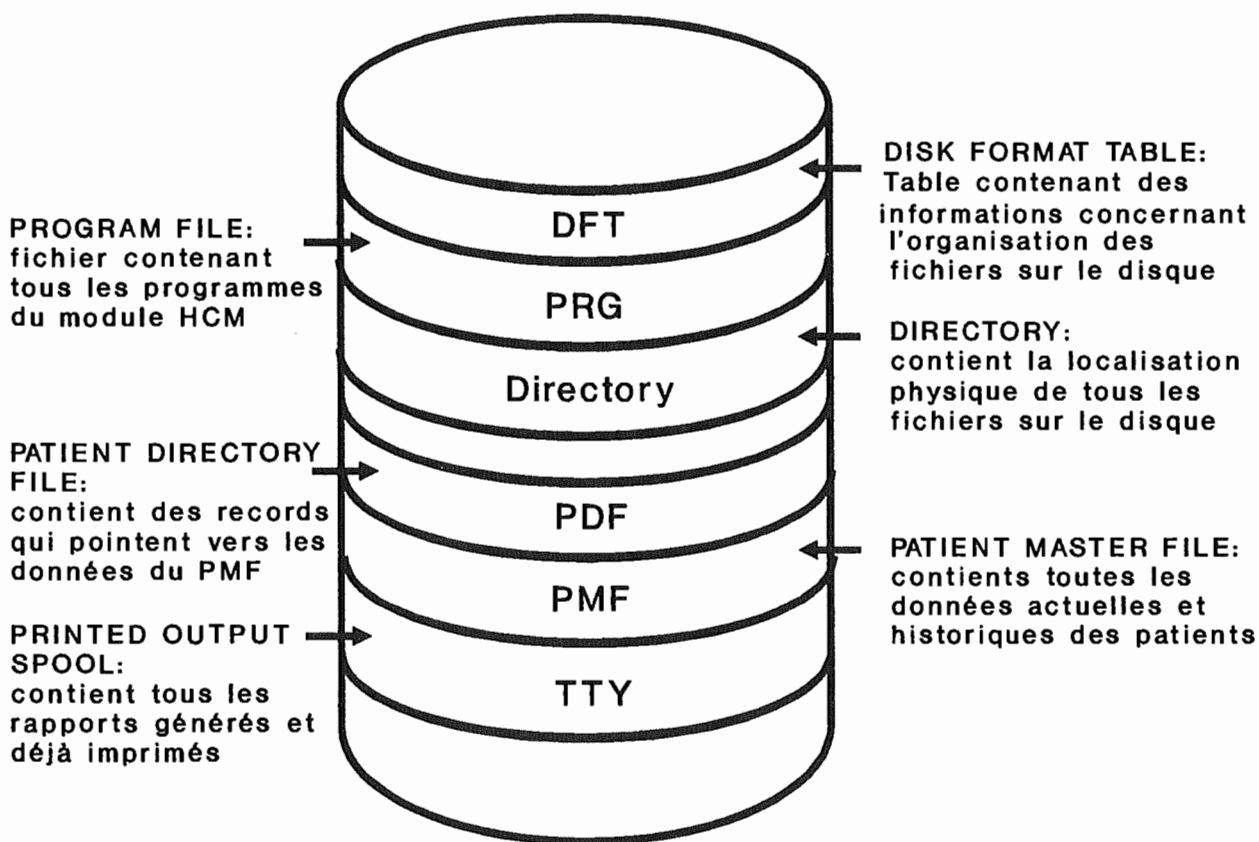 DISK FORMAT TABLE:
Table contenant des
informations concernant
l'organisation des
fichiers sur le disque
DFT
PROGRAM FILE:
fichier contenant
tous les programmes
du module HCM
PRG
DIRECTORY:
contient la localisation
physique de tous les
fichiers sur le disque
Directory
PATIENT DIRECTORY
FILE:
contient des records
qui pointent vers les
données du PMF
PDF
PATIENT MASTER FILE:
contients toutes les
données actuelles et
historiques des patients
PMF
PRINTED OUTPUT
SPOOL:
contient tous les
rapports générés et
déjà imprimés
TTY